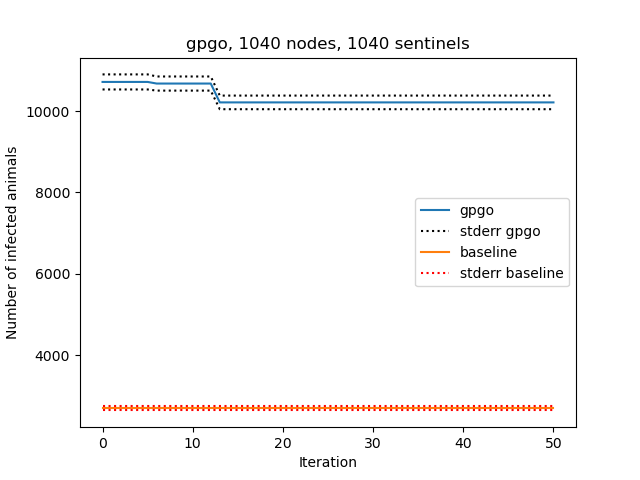 gpgo, 1040 nodes, 1040 sentinels
Number of infected animals
10000
8000
6000
4000
gpgo
stderr gpgo
baseline
stderr baseline
0 10 20 30 40 50
Iteration